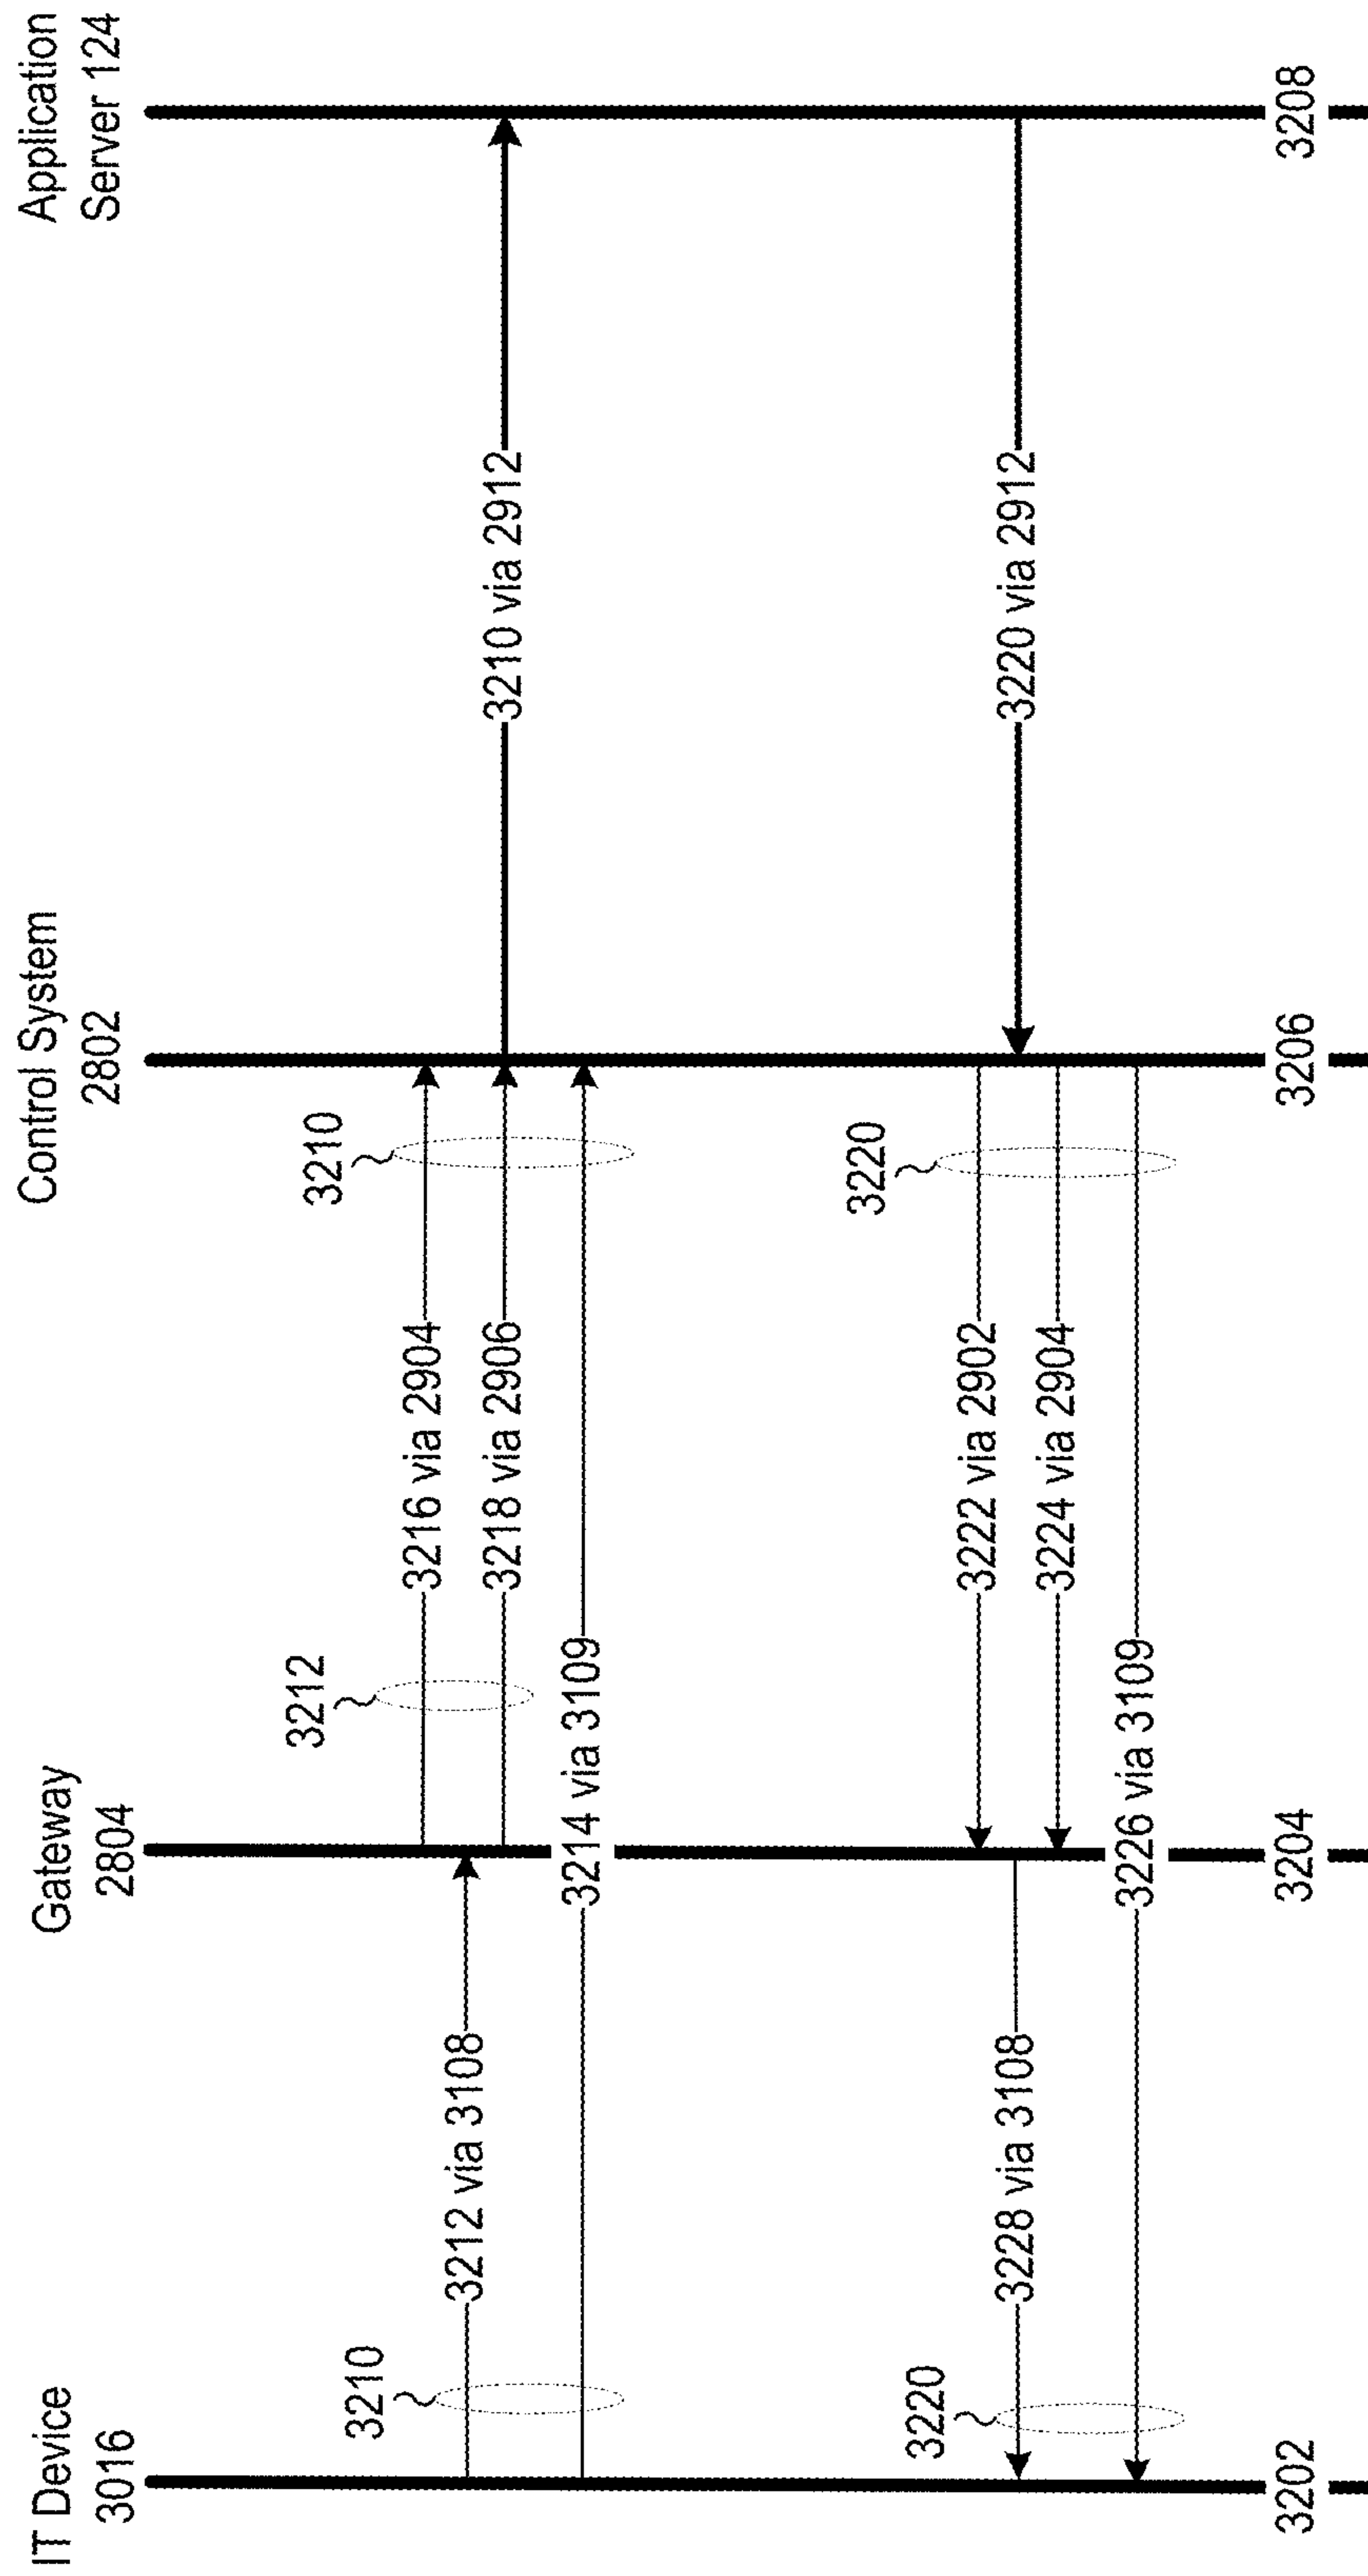 IT Device
3016
Gateway
2804
Control System
2802
Application
Server 124
3210
3212 via 3108
3212
3216 via 2904
3218 via 2906
3210
3214 via 3109
3210 via 2912
3220
3228 via 3108
3222 via 2902
3224 via 2904
3220
3226 via 3109
3220 via 2912
3202
3204
3206
3208